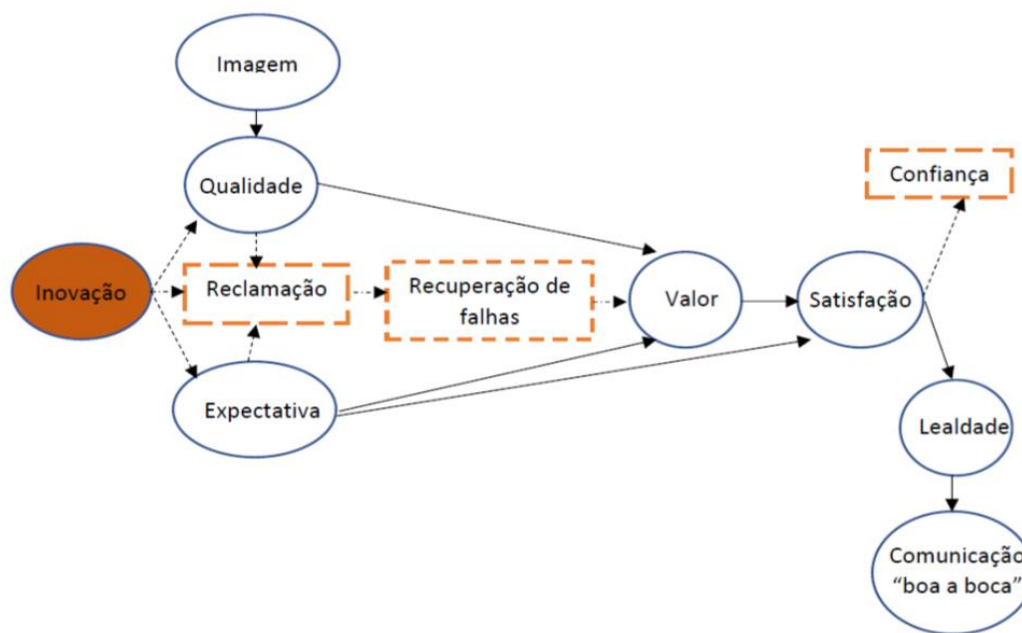 Imagem
Confiança
Qualidade
Inovação
Reclamação
Recuperação de
falhas
Valor
Satisfação
Expectativa
Lealdade
Comunicação
“boa a boca”